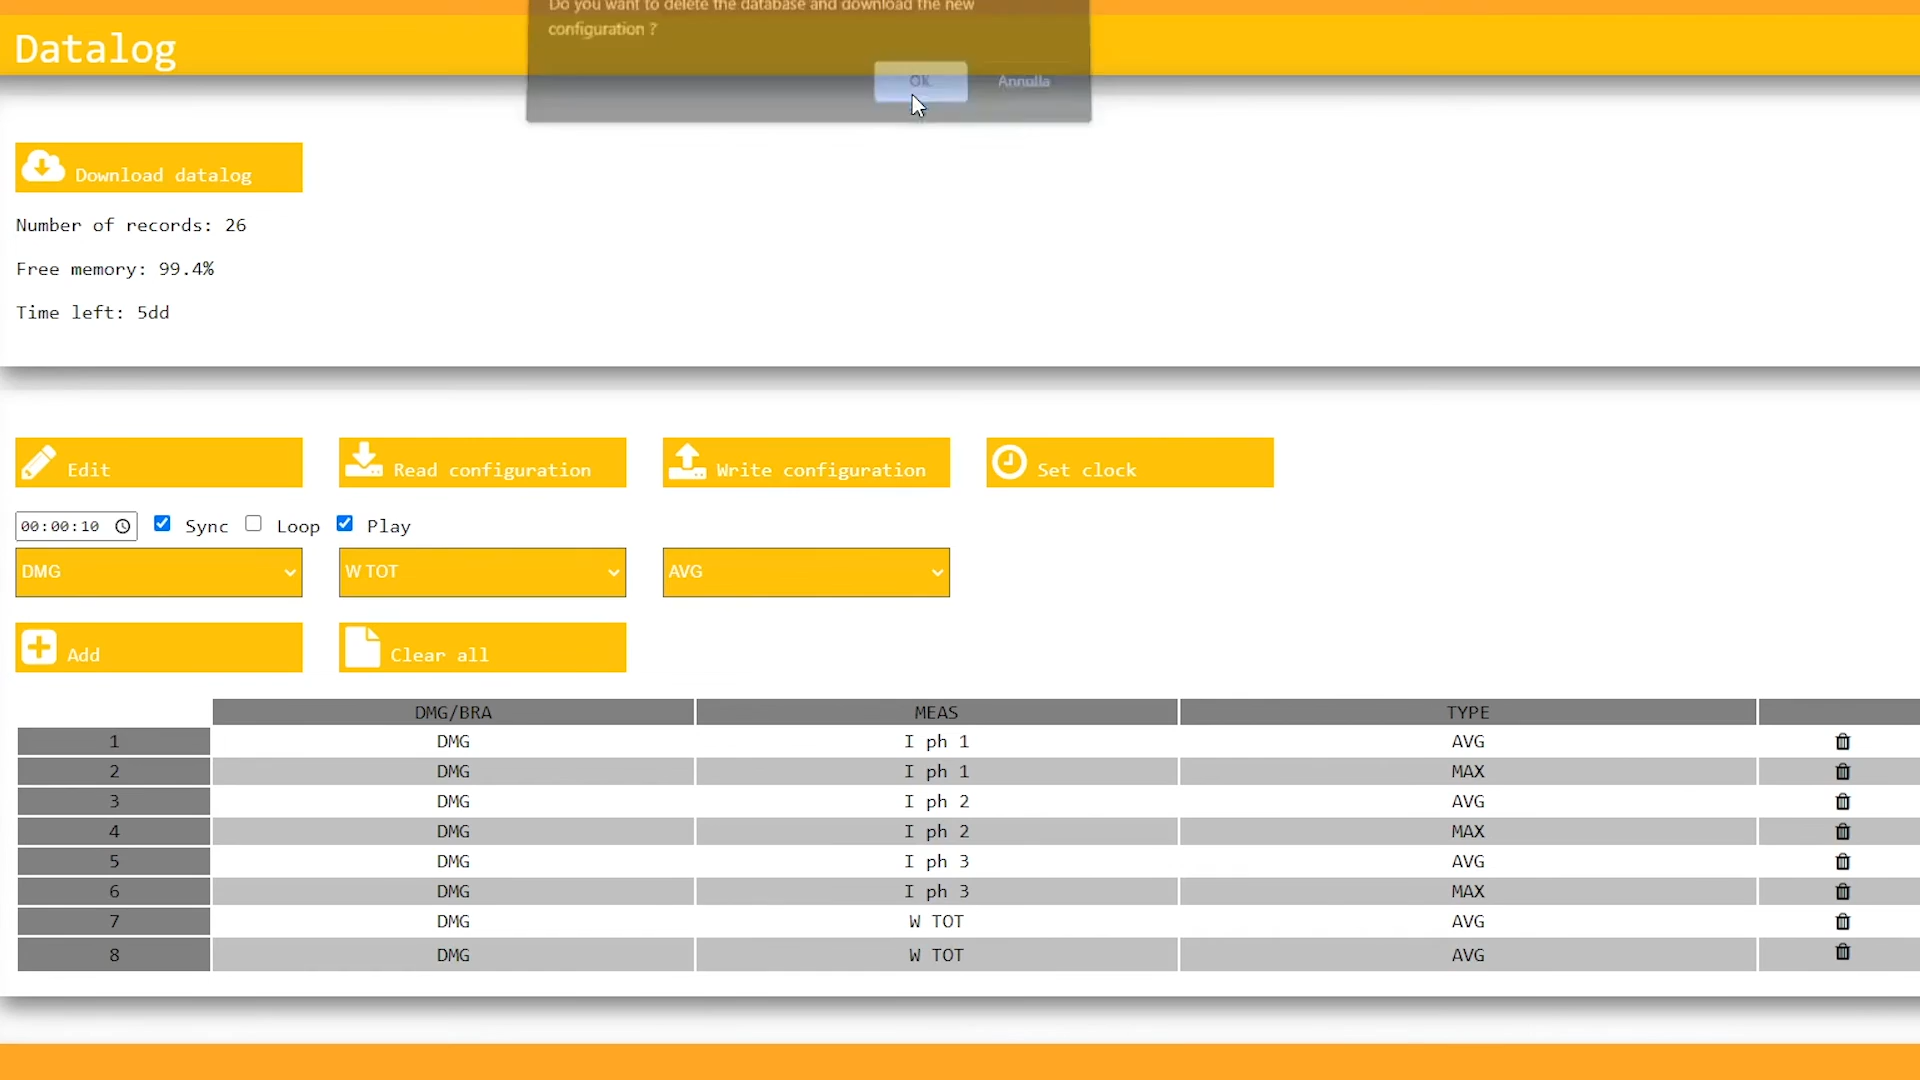 Do you want to delete the database and download the new
configuration ?
Datalog
OK Annulla
Download datalog
Number of records: 26
Free memory: 99.4%
Time left: 5dd
Edit Read configuration Write configuration Set clock
00:00:10 Sync Loop Play
DMG W TOT AVG
Add Clear all
DMG/BRA MEAS TYPE
1 DMG I ph 1 AVG
2 DMG I ph 1 MAX
3 DMG I ph 2 AVG
4 DMG I ph 2 MAX
5 DMG I ph 3 AVG
6 DMG I ph 3 MAX
7 DMG W TOT AVG
8 DMG W TOT AVG